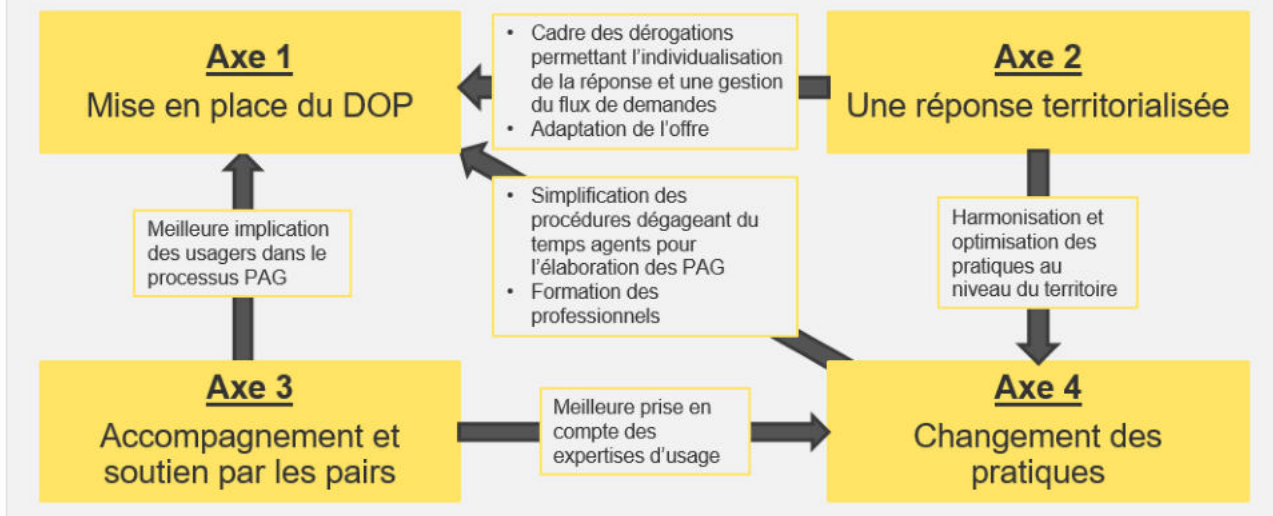 Axe 1
Mise en place du DOP
• Cadre des dérogations
permettant l’individualisation
de la réponse et une gestion
du flux de demandes
• Adaptation de l’offre
Axe 2
Une réponse territorialisée
Meilleure implication
des usagers dans le
processus PAG
• Simplification des
procédures dégageant du
temps agents pour
l’élaboration des PAG
• Formation des
professionnels
Harmonisation et
optimisation des
pratiques au
niveau du territoire
Axe 3
Accompagnement et
soutien par les pairs
Meilleure prise en
compte des
expertises d’usage
Axe 4
Changement des
pratiques